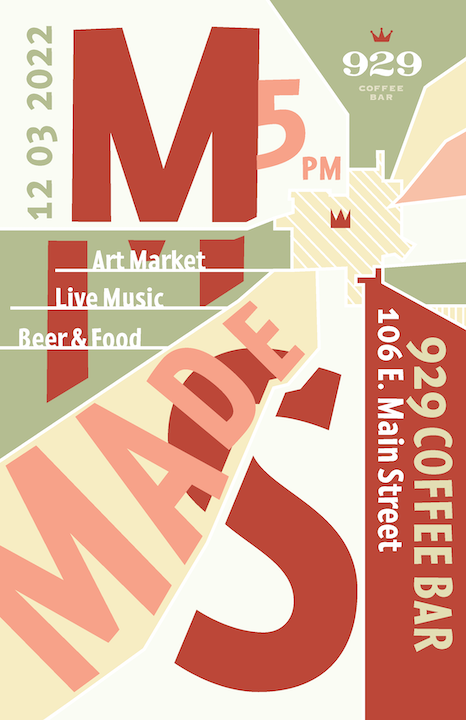 12 03 2022
M
5
PM
929
COFFEE
BAR
Art Market
Live Music
Beer & Food
MADE
S
929 COFFEE BAR
106 E. Main Street